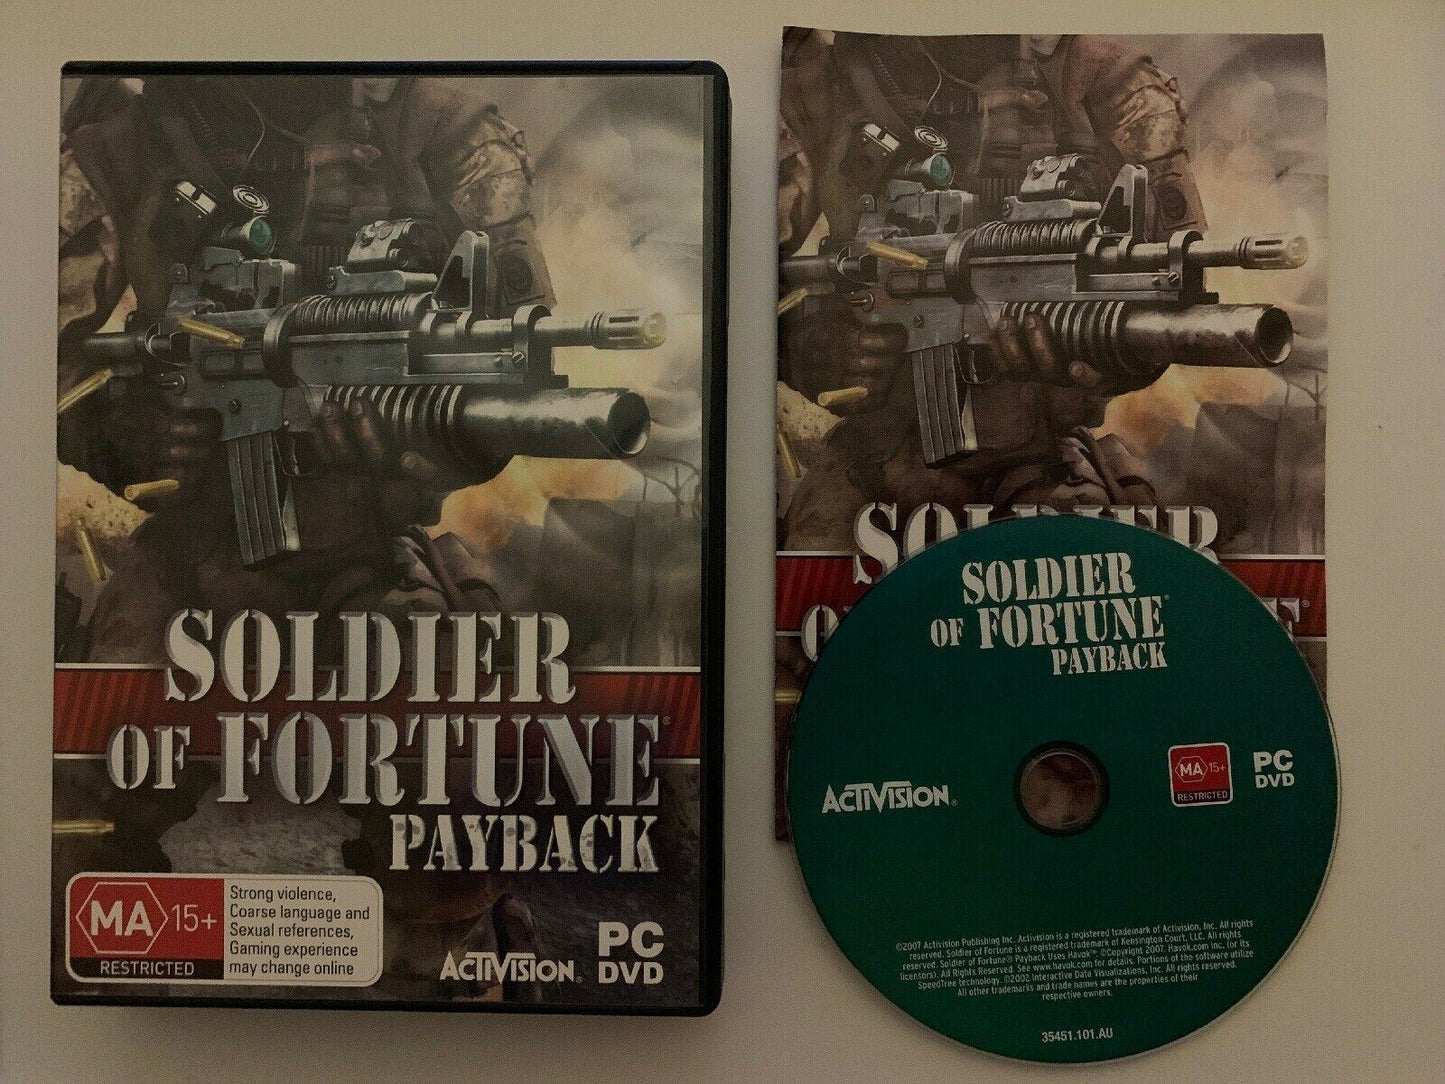 SOLDIER
OF FORTUNE®
PAYBACK
MA 15+
RESTRICTED
Strong violence,
Coarse language and
Sexual references,
Gaming experience
may change online
ACTIVISION®
PC
DVD
SOLDIER
SOLDIER
OF FORTUNE®
PAYBACK
ACTIVISION®
MA 15+
RESTRICTED
PC
DVD
©2007 Activision Publishing Inc. Activision is a registered trademark of Activision, Inc. All rights
reserved. Soldier of Fortune is a registered trademark of Kensington Court, LLC. All rights
reserved. Soldier of Fortune® Payback Uses Havok™. ©Copyright 2007. Havok.com Inc. (or its
licensors). All Rights Reserved. See www.havok.com for details. Portions of the software utilize
SpeedTree technology. ©2002 Interactive Data Visualizations, Inc. All rights reserved.
All other trademarks and trade names are the properties of their
respective owners.
35451.101.AU